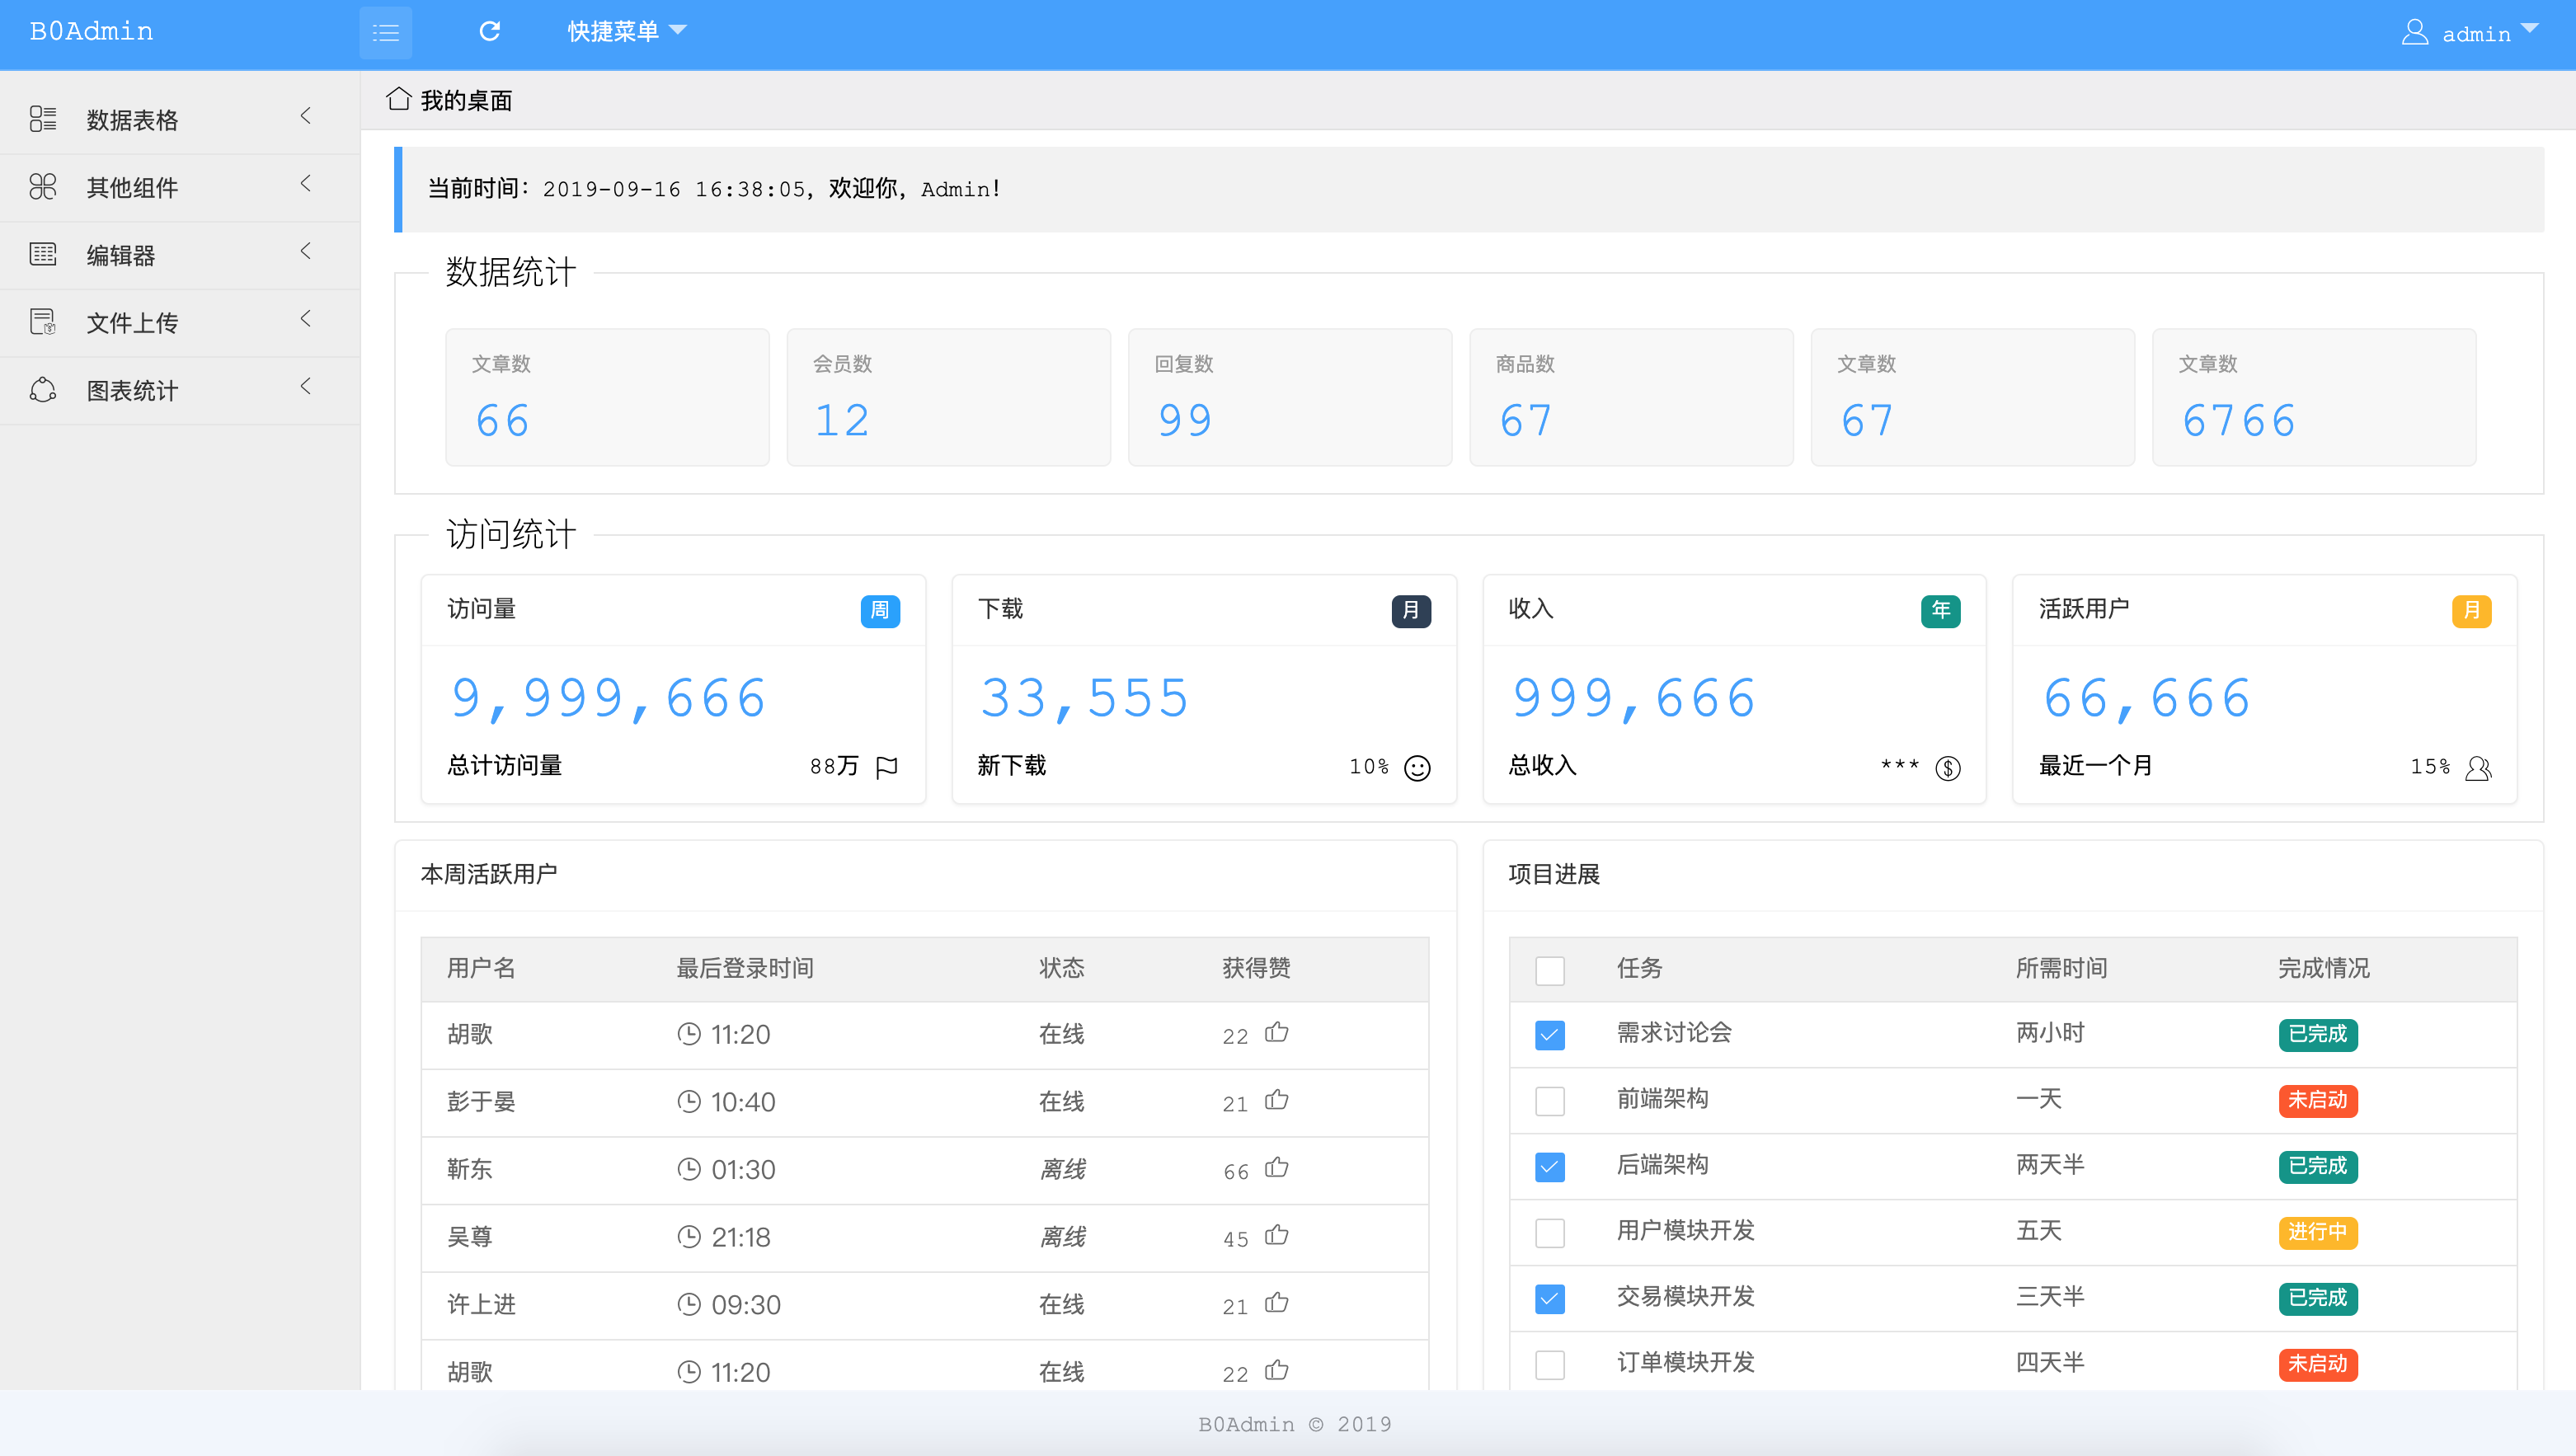 B0Admin 快捷菜单 admin
数据表格
其他组件
编辑器
文件上传
图表统计
我的桌面
当前时间：2019-09-16 16:38:05，欢迎你，Admin！
数据统计
文章数 会员数 回复数 商品数 文章数 文章数
66 12 99 67 67 6766
访问统计
访问量 周 下载 月 收入 年 活跃用户 月
9,999,666 33,555 999,666 66,666
总计访问量 88万 新下载 10% 总收入 *** 最近一个月 15%
本周活跃用户
用户名 最后登录时间 状态 获得赞
胡歌 11:20 在线 22
彭于晏 10:40 在线 21
靳东 01:30 离线 66
吴尊 21:18 离线 45
许上进 09:30 在线 21
胡歌 11:20 在线 22
项目进展
任务 所需时间 完成情况
需求讨论会 两小时 已完成
前端架构 一天 未启动
后端架构 两天半 已完成
用户模块开发 五天 进行中
交易模块开发 三天半 已完成
订单模块开发 四天半 未启动
B0Admin © 2019